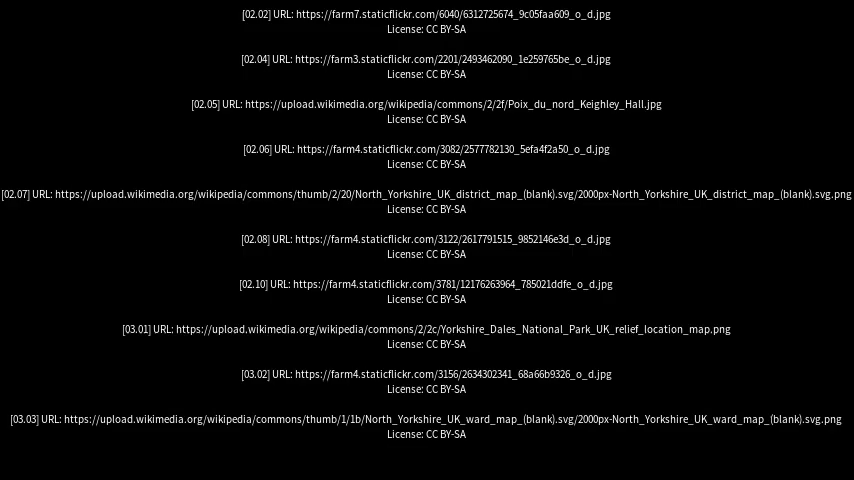 [02.02] URL: https://farm7.staticflickr.com/6040/6312725674_9c05faa609_o_d.jpg
License: CC BY-SA
[02.04] URL: https://farm3.staticflickr.com/2201/2493462090_1e259765be_o_d.jpg
License: CC BY-SA
[02.05] URL: https://upload.wikimedia.org/wikipedia/commons/2/2f/Poix_du_nord_Keighley_Hall.jpg
License: CC BY-SA
[02.06] URL: https://farm4.staticflickr.com/3082/2577782130_5efa4f2a50_o_d.jpg
License: CC BY-SA
[02.07] URL: https://upload.wikimedia.org/wikipedia/commons/thumb/2/20/North_Yorkshire_UK_district_map_(blank).svg/2000px-North_Yorkshire_UK_district_map_(blank).svg.png
License: CC BY-SA
[02.08] URL: https://farm4.staticflickr.com/3122/2617791515_9852146e3d_o_d.jpg
License: CC BY-SA
[02.10] URL: https://farm4.staticflickr.com/3781/12176263964_785021ddfe_o_d.jpg
License: CC BY-SA
[03.01] URL: https://upload.wikimedia.org/wikipedia/commons/2/2c/Yorkshire_Dales_National_Park_UK_relief_location_map.png
License: CC BY-SA
[03.02] URL: https://farm4.staticflickr.com/3156/2634302341_68a66b9326_o_d.jpg
License: CC BY-SA
[03.03] URL: https://upload.wikimedia.org/wikipedia/commons/thumb/1/1b/North_Yorkshire_UK_ward_map_(blank).svg/2000px-North_Yorkshire_UK_ward_map_(blank).svg.png
License: CC BY-SA